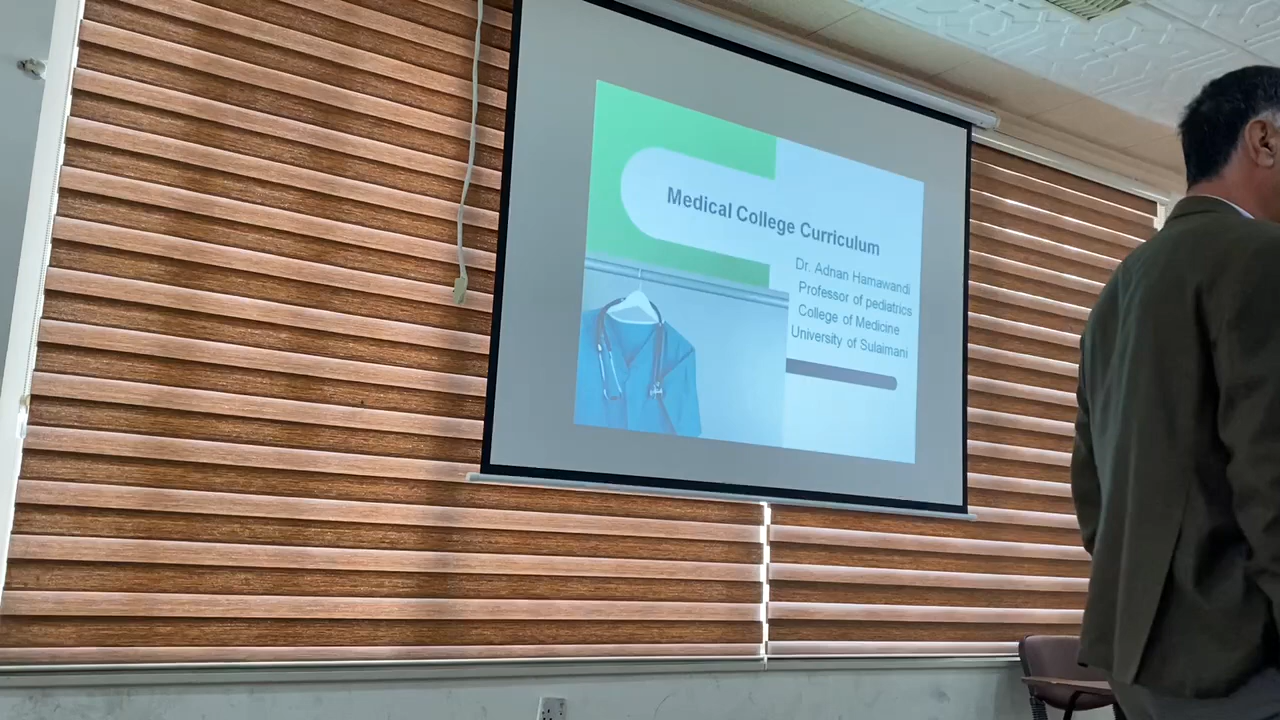 Medical College Curriculum
Dr. Adnan Hamawandi
Professor of pediatrics
College of Medicine
University of Sulaimani